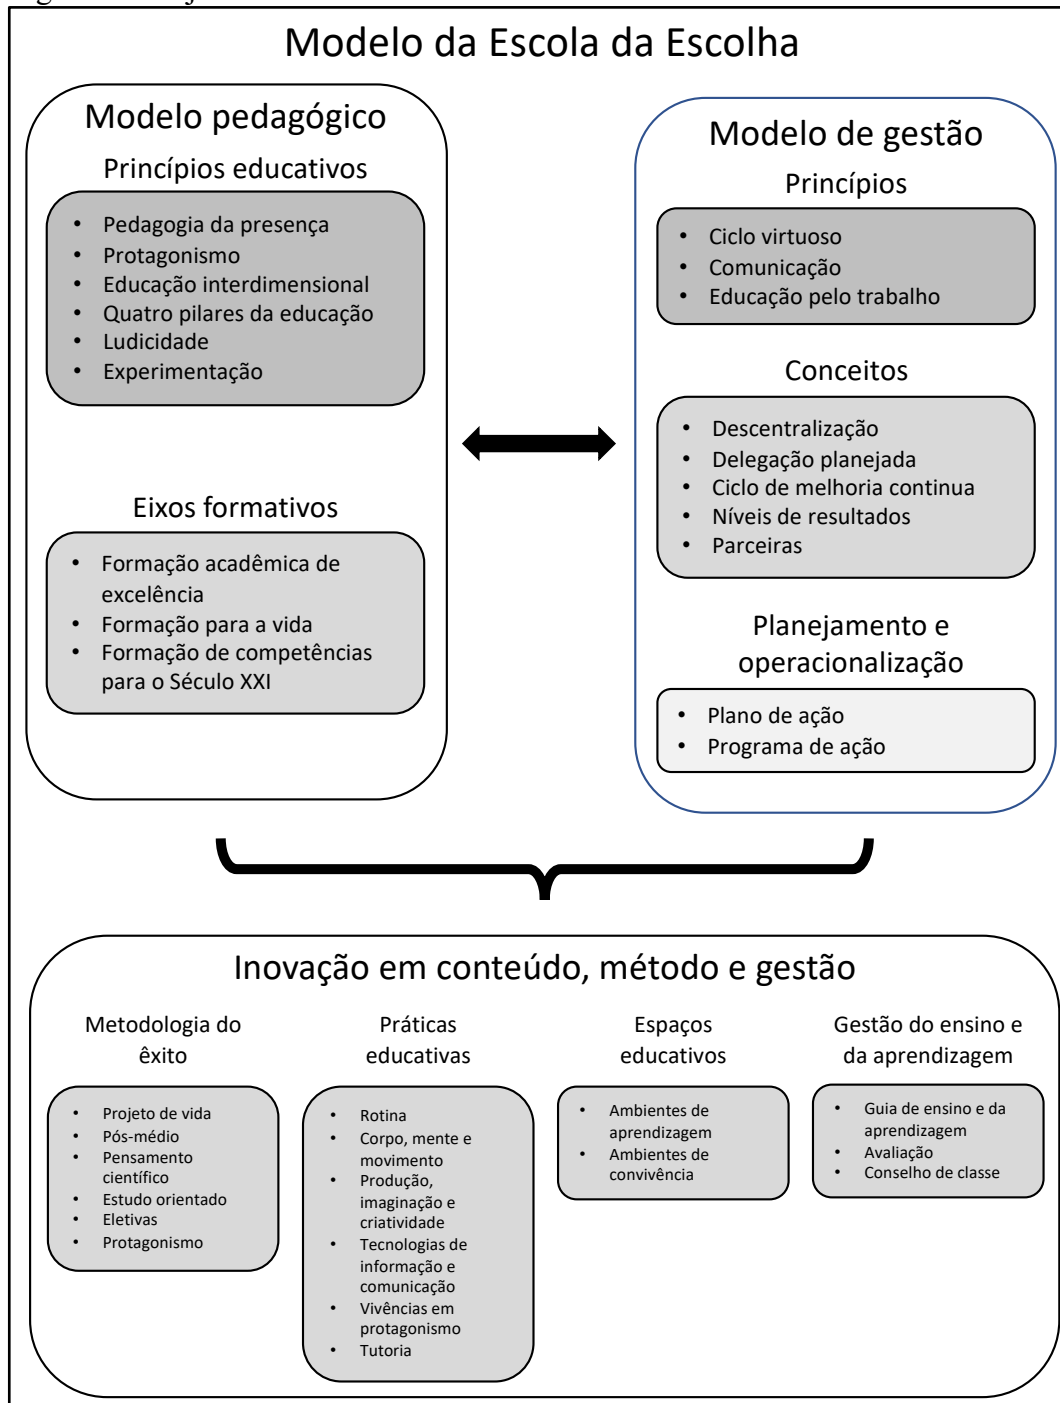 Modelo da Escola da Escolha
Modelo pedagógico
Princípios educativos
• Pedagogia da presença
• Protagonismo
• Educação interdimensional
• Quatro pilares da educação
• Ludicidade
• Experimentação
Eixos formativos
• Formação acadêmica de
excelência
• Formação para a vida
• Formação de competências
para o Século XXI
Modelo de gestão
Princípios
• Ciclo virtuoso
• Comunicação
• Educação pelo trabalho
Conceitos
• Descentralização
• Delegação planejada
• Ciclo de melhoria continua
• Níveis de resultados
• Parceiras
Planejamento e
operacionalização
• Plano de ação
• Programa de ação
Inovação em conteúdo, método e gestão
Metodologia do
êxito
• Projeto de vida
• Pós-médio
• Pensamento
científico
• Estudo orientado
• Eletivas
• Protagonismo
Práticas
educativas
• Rotina
• Corpo, mente e
movimento
• Produção,
imaginação e
criatividade
• Tecnologias de
informação e
comunicação
• Vivências em
protagonismo
• Tutoria
Espaços
educativos
• Ambientes de
aprendizagem
• Ambientes de
convivência
Gestão do ensino e
da aprendizagem
• Guia de ensino e da
aprendizagem
• Avaliação
• Conselho de classe